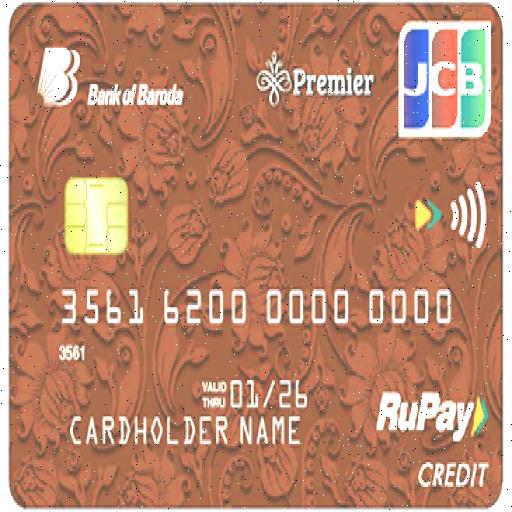 Bank of Baroda
Premier
JCB
3561 6200 0000 0000
3561
VALID THRU 01/26
CARDHOLDER NAME
RuPay
CREDIT